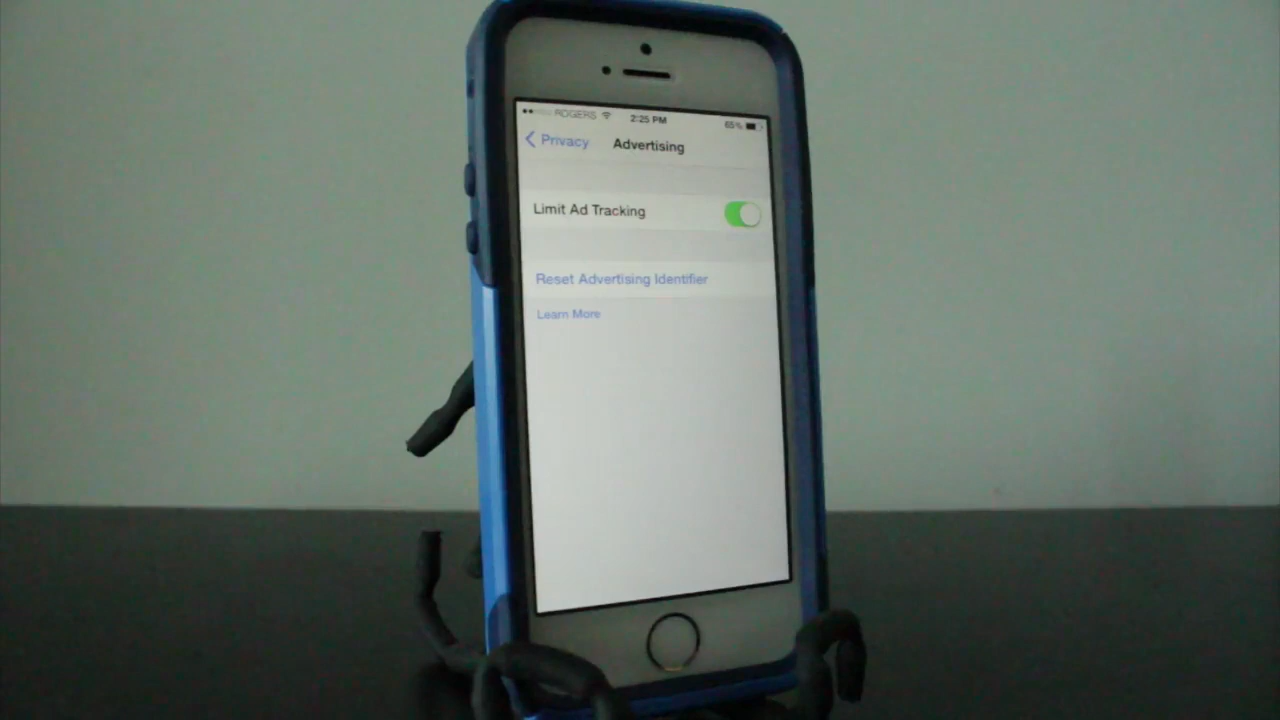 ROGERS 2:25 PM 65%
Privacy Advertising
Limit Ad Tracking
Reset Advertising Identifier
Learn More